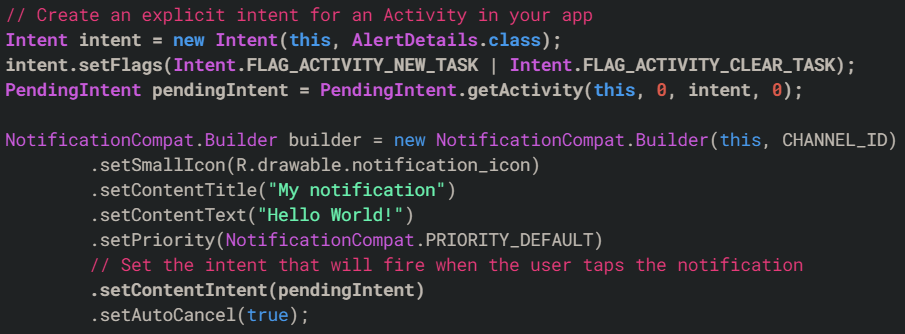 // Create an explicit intent for an Activity in your app
Intent intent = new Intent(this, AlertDetails.class);
intent.setFlags(Intent.FLAG_ACTIVITY_NEW_TASK | Intent.FLAG_ACTIVITY_CLEAR_TASK);
PendingIntent pendingIntent = PendingIntent.getActivity(this, 0, intent, 0);

NotificationCompat.Builder builder = new NotificationCompat.Builder(this, CHANNEL_ID)
        .setSmallIcon(R.drawable.notification_icon)
        .setContentTitle("My notification")
        .setContentText("Hello World!")
        .setPriority(NotificationCompat.PRIORITY_DEFAULT)
        // Set the intent that will fire when the user taps the notification
        .setContentIntent(pendingIntent)
        .setAutoCancel(true);